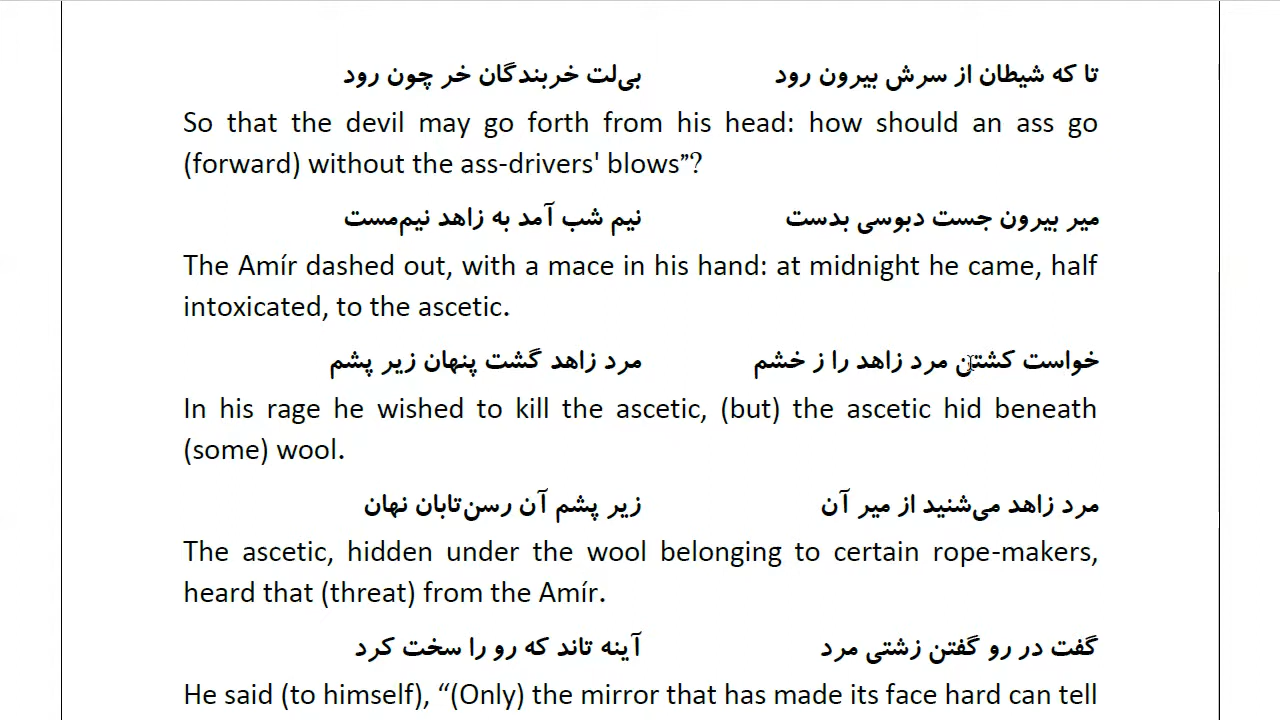 تا که شیطان از سرش بیرون رود بی‌لت خربندگان خر چون رود
So that the devil may go forth from his head: how should an ass go
(forward) without the ass-drivers' blows”?
میر بیرون جست دبوسی بدست نیم شب آمد به زاهد نیم‌مست
The Amír dashed out, with a mace in his hand: at midnight he came, half
intoxicated, to the ascetic.
خواست کشتن مرد زاهد را ز خشم مرد زاهد گشت پنهان زیر پشم
In his rage he wished to kill the ascetic, (but) the ascetic hid beneath
(some) wool.
مرد زاهد می‌شنید از میر آن زیر پشم آن رسن‌تابان نهان
The ascetic, hidden under the wool belonging to certain rope-makers,
heard that (threat) from the Amír.
گفت در رو گفتن زشتی مرد آینه تاند که رو را سخت کرد
He said (to himself), “(Only) the mirror that has made its face hard can tell